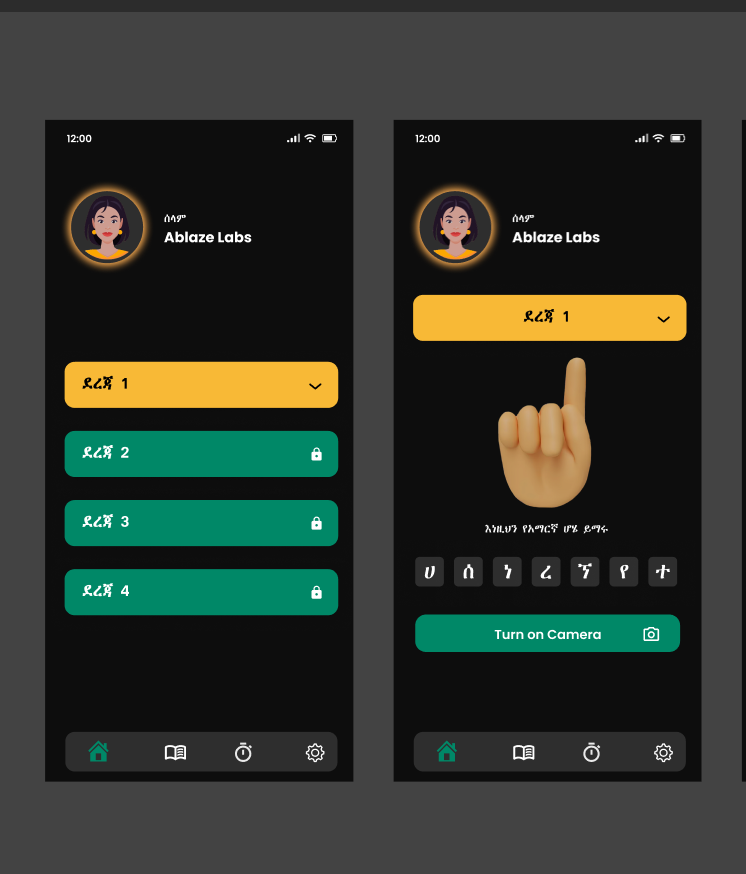 12:00
ሰላም
Ablaze Labs
ደረጃ 1
ደረጃ 2
ደረጃ 3
ደረጃ 4
12:00
ሰላም
Ablaze Labs
ደረጃ 1
እነዚህን የአማርኛ ሆሄ ይማሩ
ሀ ሰ ነ ረ ኘ የ ተ
Turn on Camera